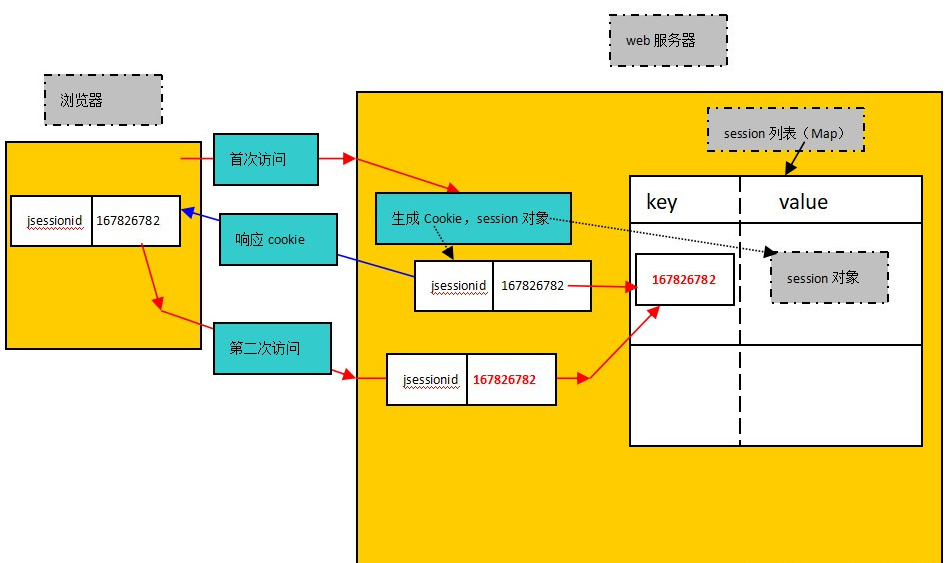 web 服务器
浏览器
session 列表（Map）
首次访问
key
value
jsessionid
167826782
生成 Cookie，session 对象
响应 cookie
jsessionid
167826782
167826782
session 对象
第二次访问
jsessionid
167826782